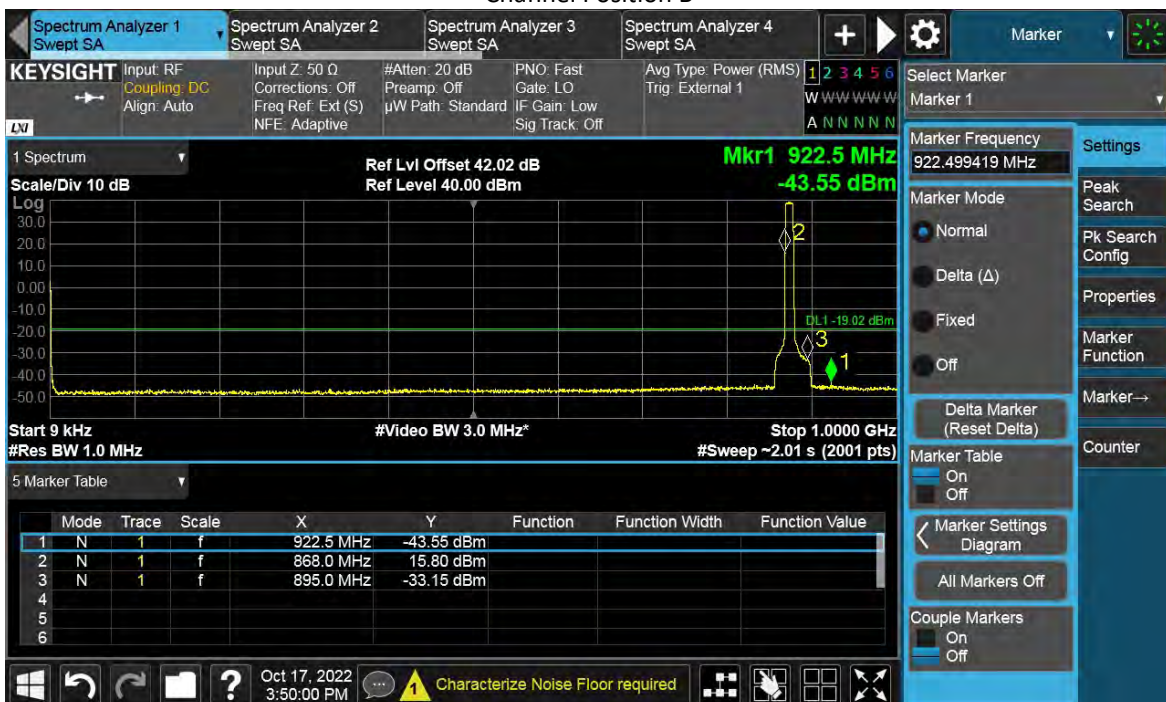 Spectrum Analyzer 1
Swept SA
Spectrum Analyzer 2
Swept SA
Spectrum Analyzer 3
Swept SA
Spectrum Analyzer 4
Swept SA
+
Marker
KEYSIGHT
LXI
Input: RF
Coupling: DC
Align: Auto
Input Z: 50 Ω
Corrections: Off
Freq Ref: Ext (S)
NFE: Adaptive
#Atten: 20 dB
Preamp: Off
µW Path: Standard
PNO: Fast
Gate: LO
IF Gain: Low
Sig Track: Off
Avg Type: Power (RMS)
Trig: External 1
1 2 3 4 5 6
W W W W W W
A N N N N N
Select Marker
Marker 1
1 Spectrum
Scale/Div 10 dB
Ref Lvl Offset 42.02 dB
Ref Level 40.00 dBm
Mkr1 922.5 MHz
-43.55 dBm
Log
30.0
20.0
10.0
0.00
-10.0
-20.0
-30.0
-40.0
-50.0
2
DL1 -19.02 dBm
3
1
Start 9 kHz
#Res BW 1.0 MHz
#Video BW 3.0 MHz*
Stop 1.0000 GHz
#Sweep ~2.01 s (2001 pts)
5 Marker Table
Mode Trace Scale X Y Function Function Width Function Value
1 N 1 f 922.5 MHz -43.55 dBm
2 N 1 f 868.0 MHz 15.80 dBm
3 N 1 f 895.0 MHz -33.15 dBm
4
5
6
Marker Frequency
922.499419 MHz
Marker Mode
Normal
Delta (Δ)
Fixed
Off
Delta Marker
(Reset Delta)
Marker Table
On
Off
Marker Settings
Diagram
All Markers Off
Couple Markers
On
Off
Settings
Peak
Search
Pk Search
Config
Properties
Marker
Function
Marker→
Counter
?
Oct 17, 2022
3:50:00 PM
1
Characterize Noise Floor required